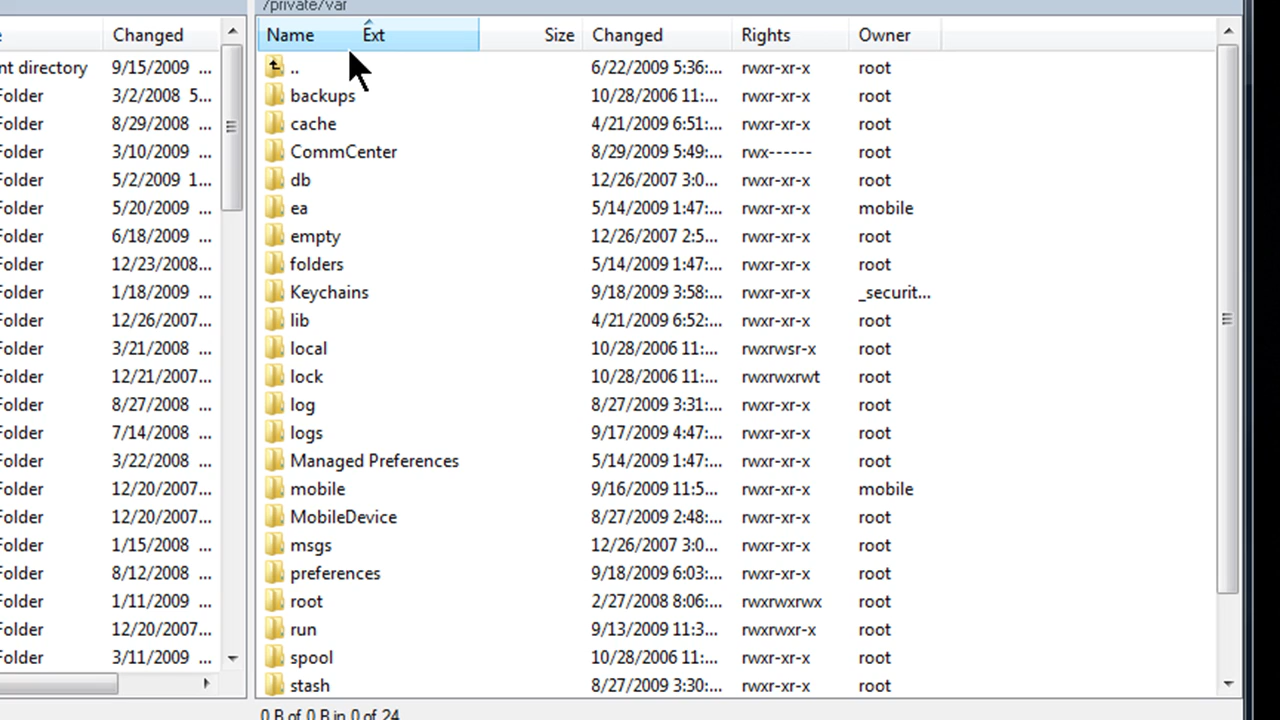 /private/var
Changed Name Ext Size Changed Rights Owner
nt directory 9/15/2009 ... .. 6/22/2009 5:36:... rwxr-xr-x root
Folder 3/2/2008 5... backups 10/28/2006 11:... rwxr-xr-x root
Folder 8/29/2008 ... cache 4/21/2009 6:51:... rwxr-xr-x root
Folder 3/10/2009 ... CommCenter 8/29/2009 5:49:... rwx------ root
Folder 5/2/2009 1... db 12/26/2007 3:0... rwxr-xr-x root
Folder 5/20/2009 ... ea 5/14/2009 1:47:... rwxr-xr-x mobile
Folder 6/18/2009 ... empty 12/26/2007 2:5... rwxr-xr-x root
Folder 12/23/2008... folders 5/14/2009 1:47:... rwxr-xr-x root
Folder 1/18/2009 ... Keychains 9/18/2009 3:58:... rwxr-xr-x _securit...
Folder 12/26/2007... lib 4/21/2009 6:52:... rwxr-xr-x root
Folder 3/21/2008 ... local 10/28/2006 11:... rwxrwsr-x root
Folder 12/21/2007... lock 10/28/2006 11:... rwxrwxrwt root
Folder 8/27/2008 ... log 8/27/2009 3:31:... rwxr-xr-x root
Folder 7/14/2008 ... logs 9/17/2009 4:47:... rwxr-xr-x root
Folder 3/22/2008 ... Managed Preferences 5/14/2009 1:47:... rwxr-xr-x root
Folder 12/20/2007... mobile 9/16/2009 11:5... rwxr-xr-x mobile
Folder 12/20/2007... MobileDevice 8/27/2009 2:48:... rwxr-xr-x root
Folder 1/15/2008 ... msgs 12/26/2007 3:0... rwxr-xr-x root
Folder 8/12/2008 ... preferences 9/18/2009 6:03:... rwxr-xr-x root
Folder 1/11/2009 ... root 2/27/2008 8:06:... rwxrwxrwx root
Folder 12/20/2007... run 9/13/2009 11:3... rwxrwxr-x root
Folder 3/11/2009 ... spool 10/28/2006 11:... rwxr-xr-x root
stash 8/27/2009 3:30:... rwxr-xr-x root
0 B of 0 B in 0 of 24